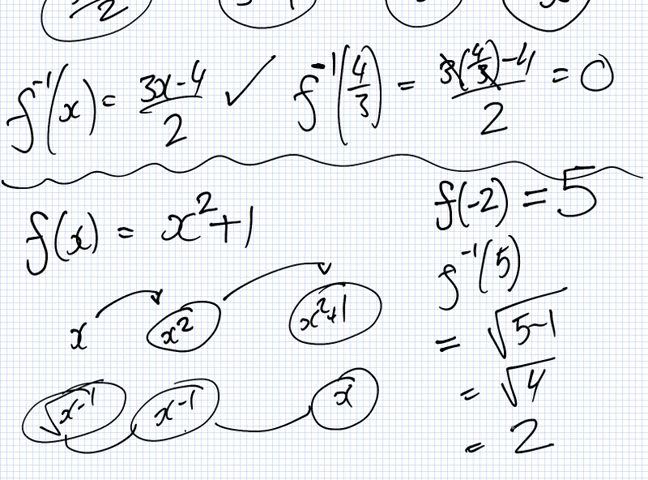 f⁻¹(x) = (3x-4)/2 ✓ f⁻¹(4/3) = (3(4/3)-4)/2 = 0
f(x) = x²+1
x x² x²+1
√x-1 x-1 x
f(-2) = 5
f⁻¹(5)
= √5-1
= √4
= 2